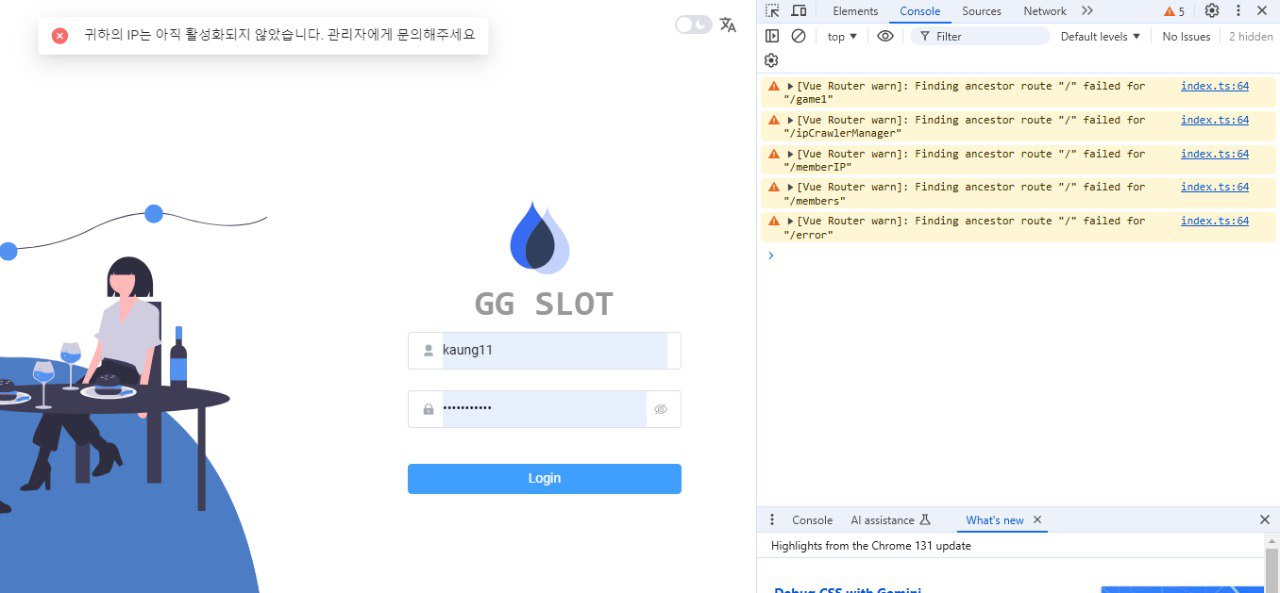 귀하의 IP는 아직 활성화되지 않았습니다. 관리자에게 문의해주세요
GG SLOT
kaung11
•••••••••••
Login
Elements Console Sources Network 5
top Filter Default levels No Issues 2 hidden
[Vue Router warn]: Finding ancestor route "/" failed for index.ts:64
"/game1"
[Vue Router warn]: Finding ancestor route "/" failed for index.ts:64
"/ipCrawlerManager"
[Vue Router warn]: Finding ancestor route "/" failed for index.ts:64
"/memberIP"
[Vue Router warn]: Finding ancestor route "/" failed for index.ts:64
"/members"
[Vue Router warn]: Finding ancestor route "/" failed for index.ts:64
"/error"
Console AI assistance What's new
Highlights from the Chrome 131 update
Debug CSS with Gemini